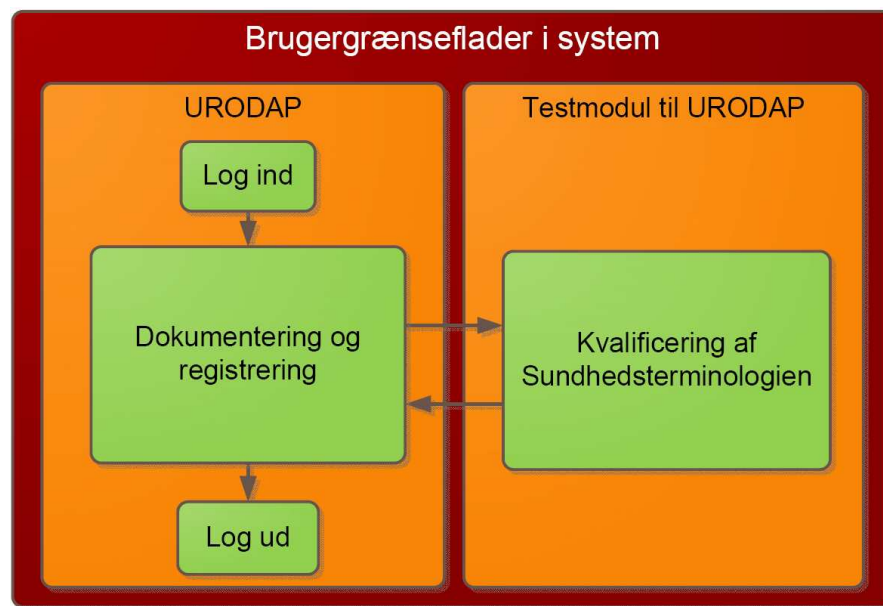 Brugergrænseflader i system
URODAP
Log ind
Dokumentering og
registrering
Log ud
Testmodul til URODAP
Kvalificering af
Sundhedsterminologien